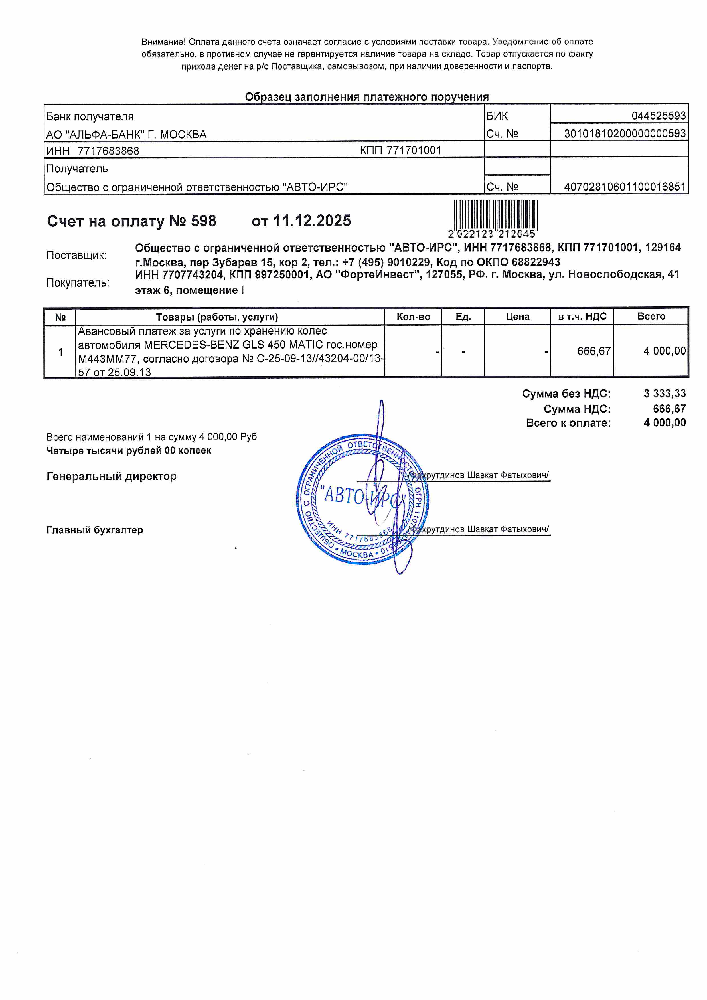 Внимание! Оплата данного счета означает согласие с условиями поставки товара. Уведомление об оплате
обязательно, в противном случае не гарантируется наличие товара на складе. Товар отпускается по факту
прихода денег на р/с Поставщика, самовывозом, при наличии доверенности и паспорта.
Образец заполнения платежного поручения
Банк получателя БИК 044525593
АО "АЛЬФА-БАНК" Г. МОСКВА Сч. № 30101810200000000593
ИНН 7717683868 КПП 771701001
Получатель
Общество с ограниченной ответственностью "АВТО-ИРС" Сч. № 40702810601100016851
Счет на оплату № 598 от 11.12.2025
2 022123 212045
Поставщик: Общество с ограниченной ответственностью "АВТО-ИРС", ИНН 7717683868, КПП 771701001, 129164
г.Москва, пер Зубарев 15, кор 2, тел.: +7 (495) 9010229, Код по ОКПО 68822943
Покупатель: ИНН 7707743204, КПП 997250001, АО "ФортеИнвест", 127055, РФ. г. Москва, ул. Новослободская, 41
этаж 6, помещение I
№ Товары (работы, услуги) Кол-во Ед. Цена в т.ч. НДС Всего
1 Авансовый платеж за услуги по хранению колес
автомобиля MERCEDES-BENZ GLS 450 MATIC гос.номер
М443ММ77, согласно договора № С-25-09-13//43204-00/13-
57 от 25.09.13
- - - 666,67 4 000,00
Сумма без НДС: 3 333,33
Сумма НДС: 666,67
Всего к оплате: 4 000,00
Всего наименований 1 на сумму 4 000,00 Руб
Четыре тысячи рублей 00 копеек
Генеральный директор /Фахрутдинов Шавкат Фатыхович/
Главный бухгалтер /Фахрутдинов Шавкат Фатыхович/
ОБЩЕСТВО С ОГРАНИЧЕННОЙ ОТВЕТСТВЕННОСТЬЮ ОГРН
"АВТО-ИРС"
ИНН 7717683868
* МОСКВА *